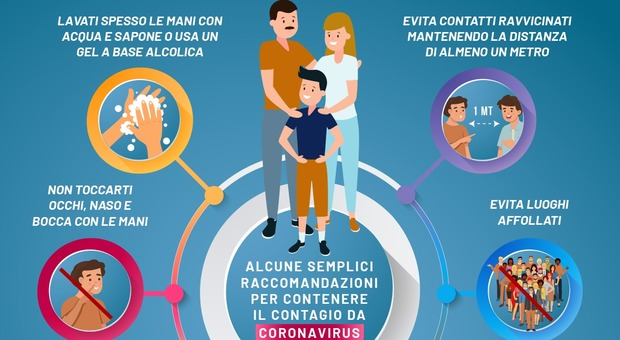 LAVATI SPESSO LE MANI CON
ACQUA E SAPONE O USA UN
GEL A BASE ALCOLICA
EVITA CONTATTI RAVVICINATI
MANTENENDO LA DISTANZA
DI ALMENO UN METRO
1 MT
NON TOCCARTI
OCCHI, NASO E
BOCCA CON LE MANI
EVITA LUOGHI
AFFOLLATI
ALCUNE SEMPLICI
RACCOMANDAZIONI
PER CONTENERE
IL CONTAGIO DA
CORONAVIRUS